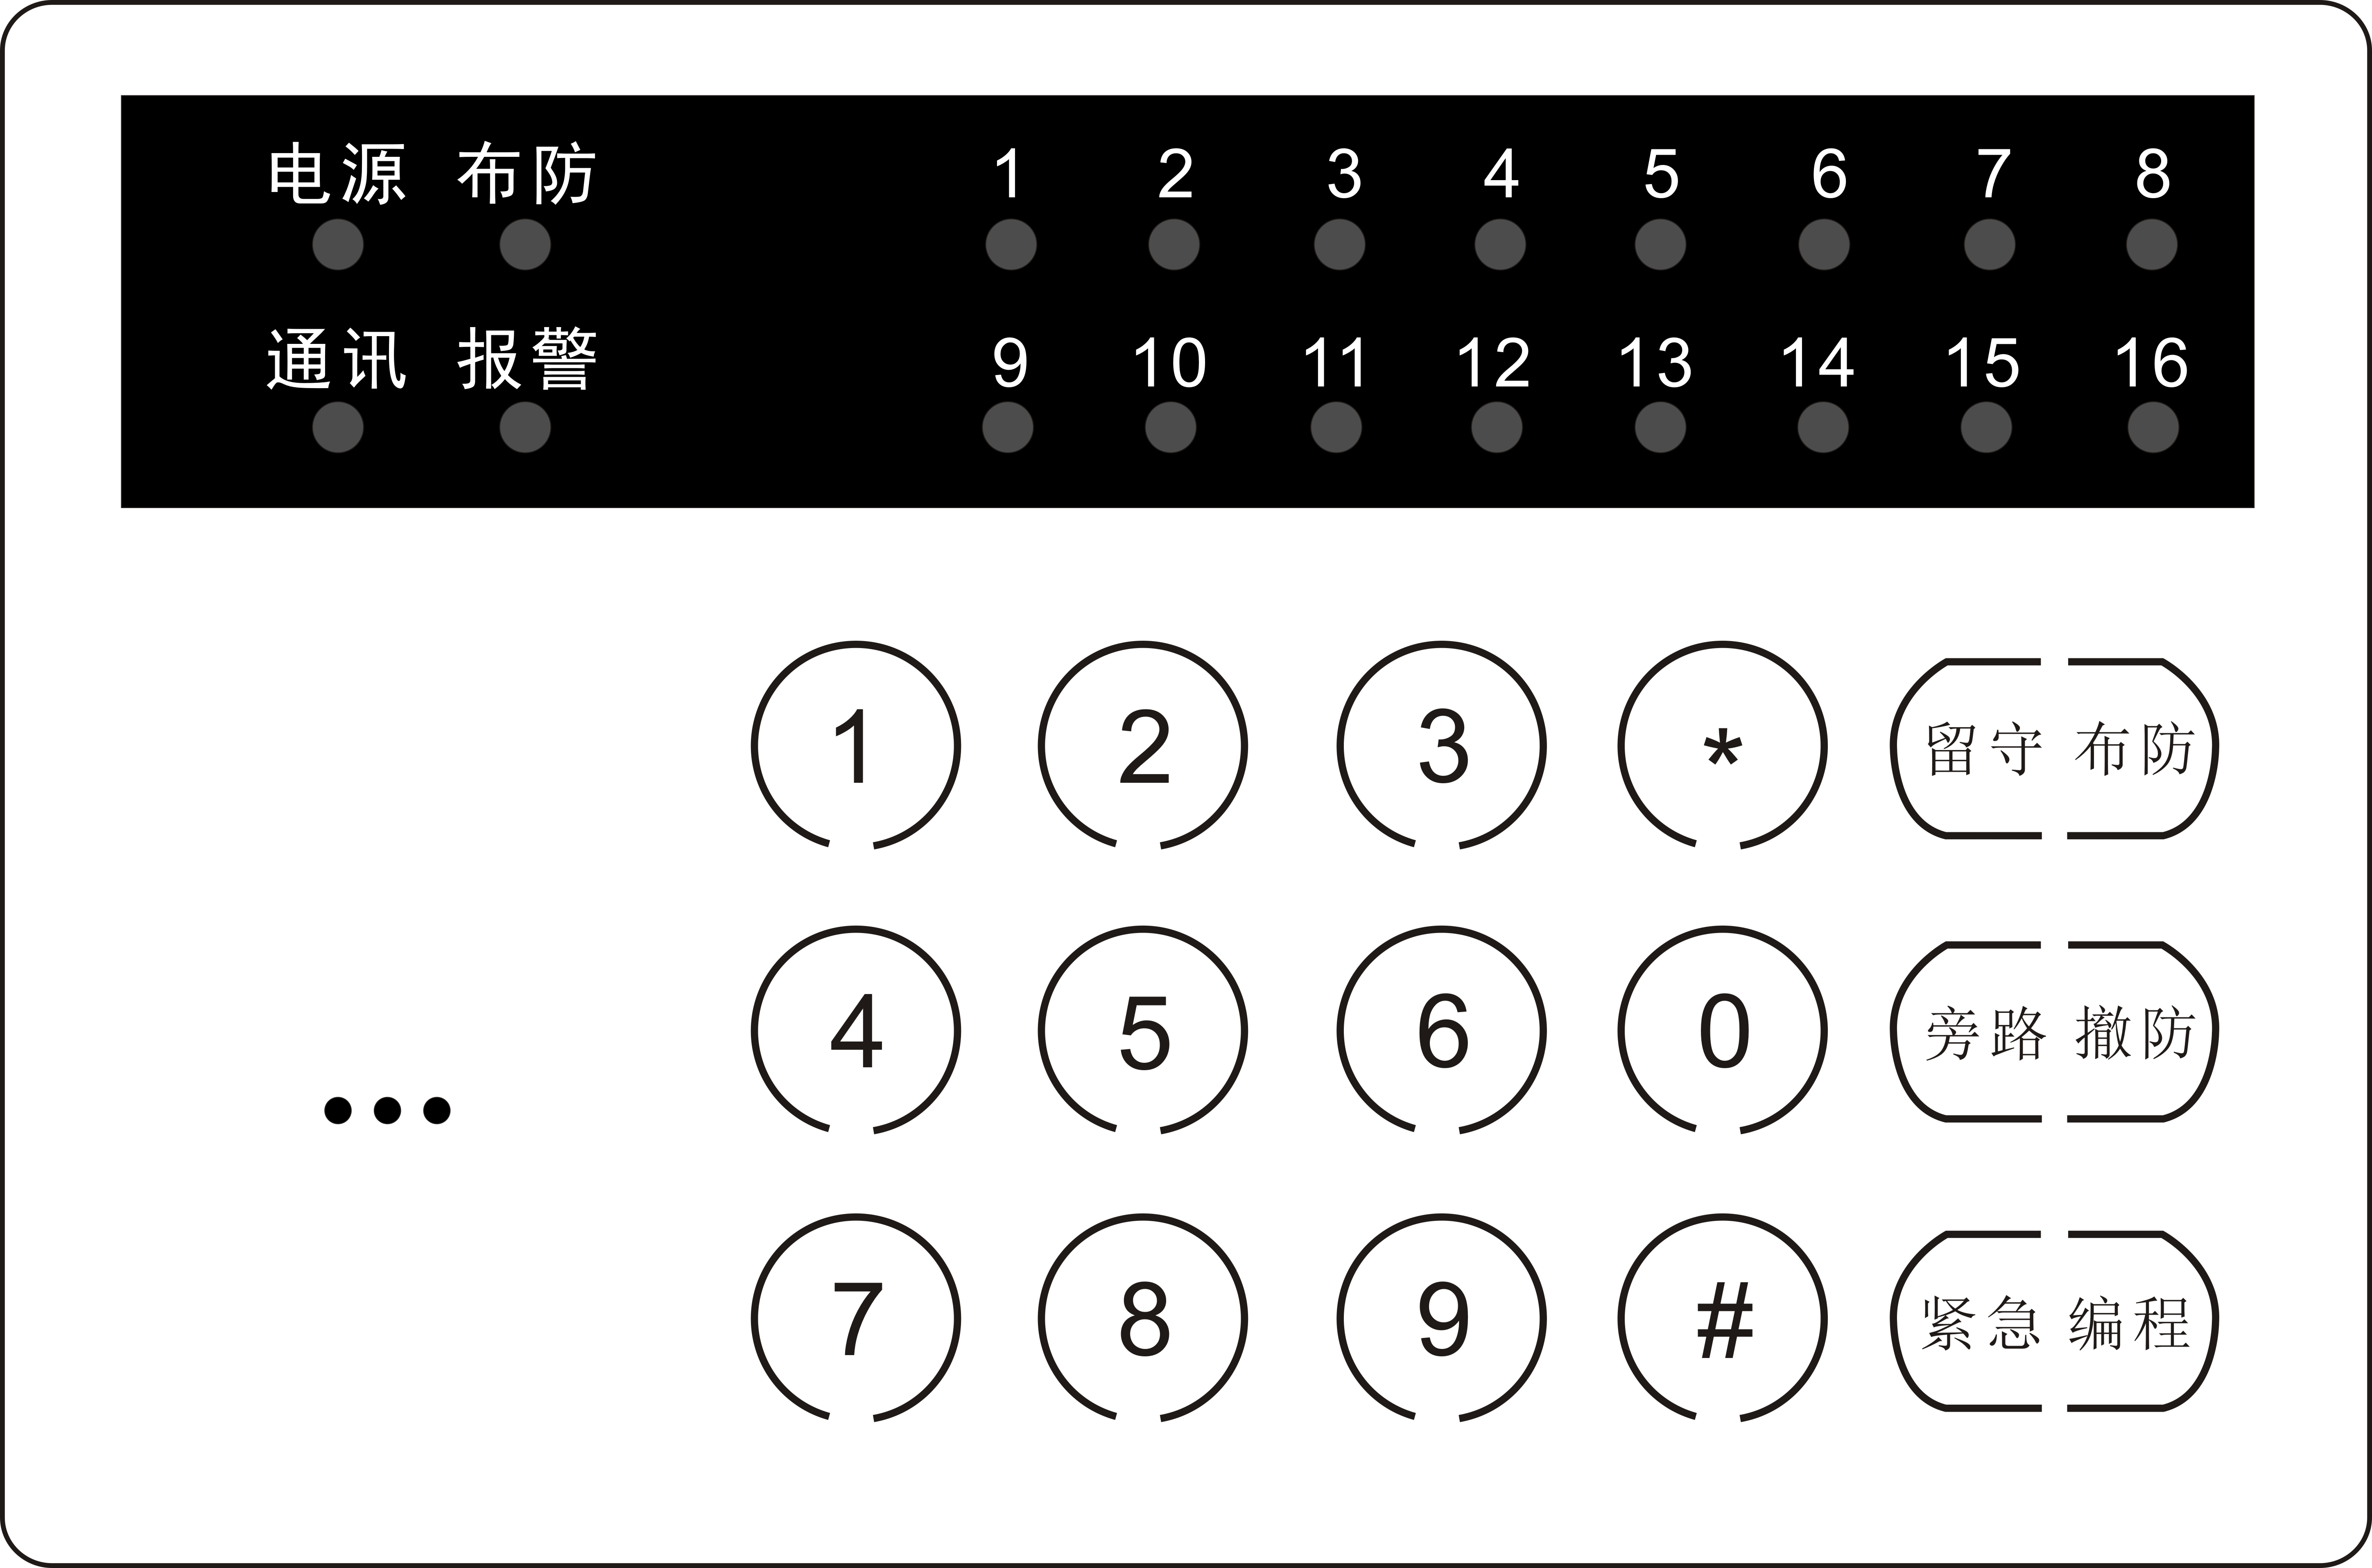 电源 布防 1 2 3 4 5 6 7 8
通讯 报警 9 10 11 12 13 14 15 16
1 2 3 * 留守 布防
4 5 6 0 旁路 撤防
7 8 9 # 紧急 编程